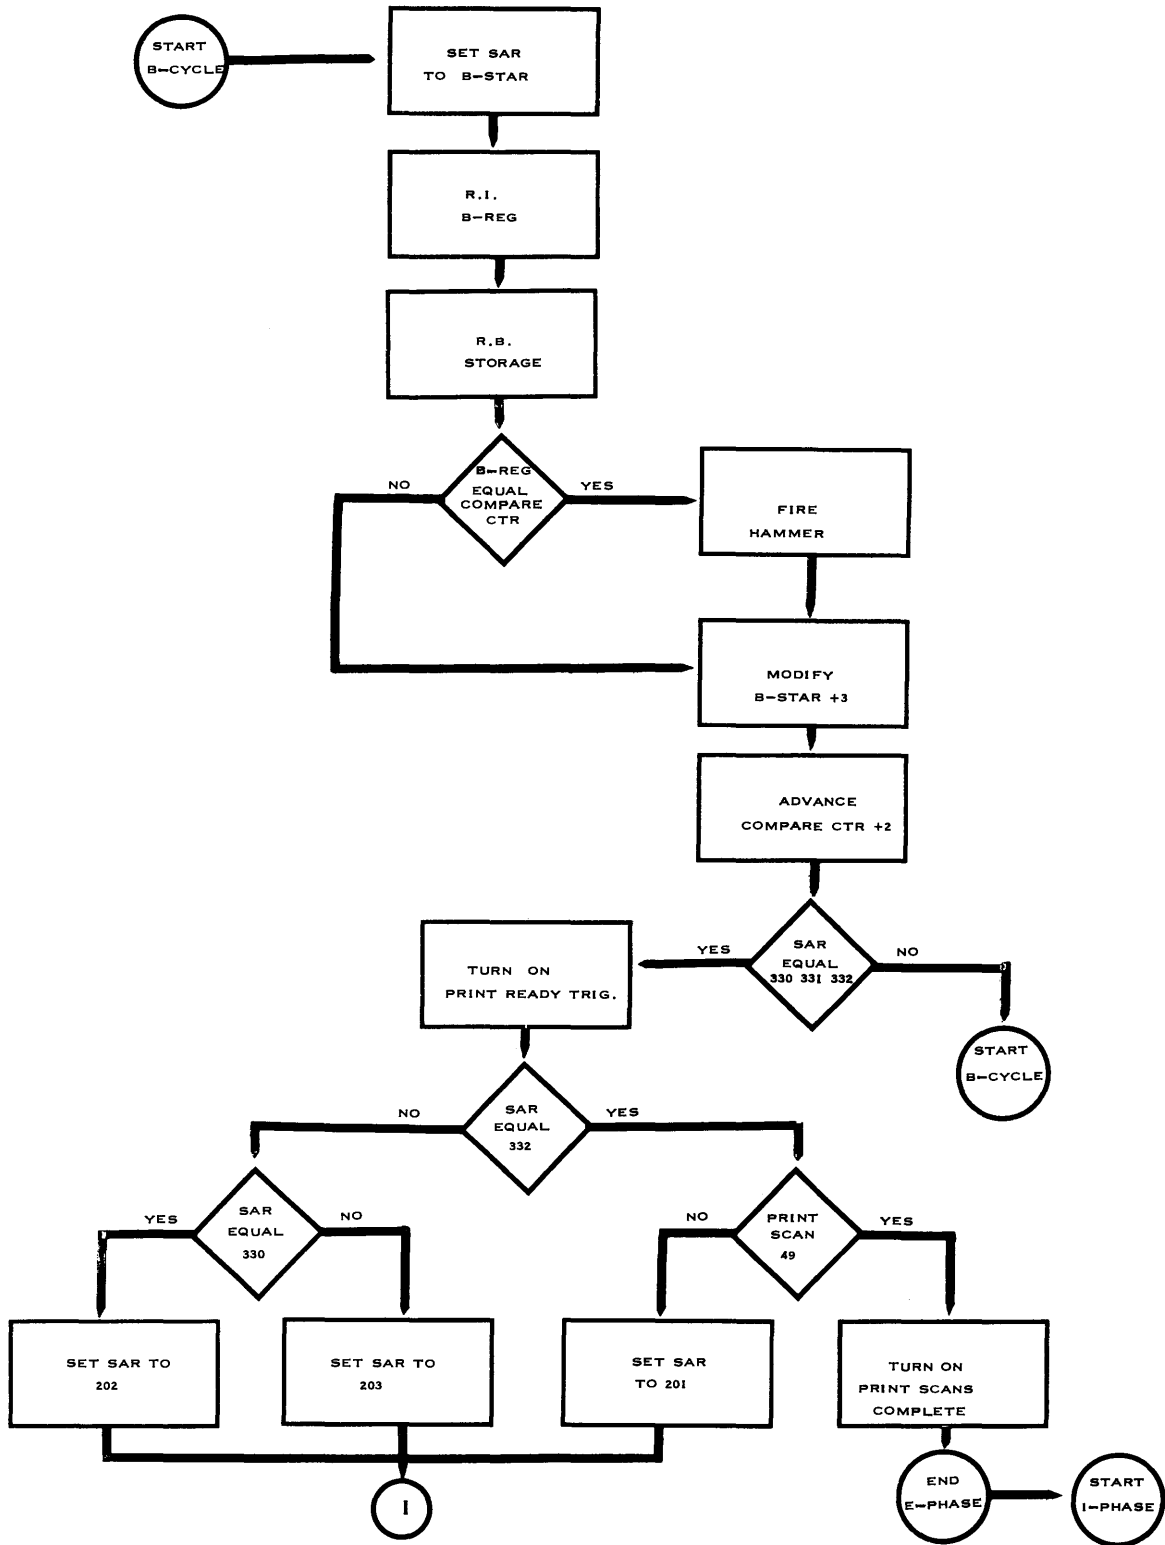 START
B-CYCLE
SET SAR
TO B-STAR
R.I.
B-REG
R.B.
STORAGE
B-REG
EQUAL
COMPARE
CTR
NO
YES
FIRE
HAMMER
MODIFY
B-STAR +3
ADVANCE
COMPARE CTR +2
SAR
EQUAL
330 331 332
YES
NO
TURN ON
PRINT READY TRIG.
START
B-CYCLE
SAR
EQUAL
332
NO
YES
SAR
EQUAL
330
YES
NO
PRINT
SCAN
49
NO
YES
SET SAR TO
202
SET SAR TO
203
SET SAR
TO 201
TURN ON
PRINT SCANS
COMPLETE
I
END
E-PHASE
START
I-PHASE